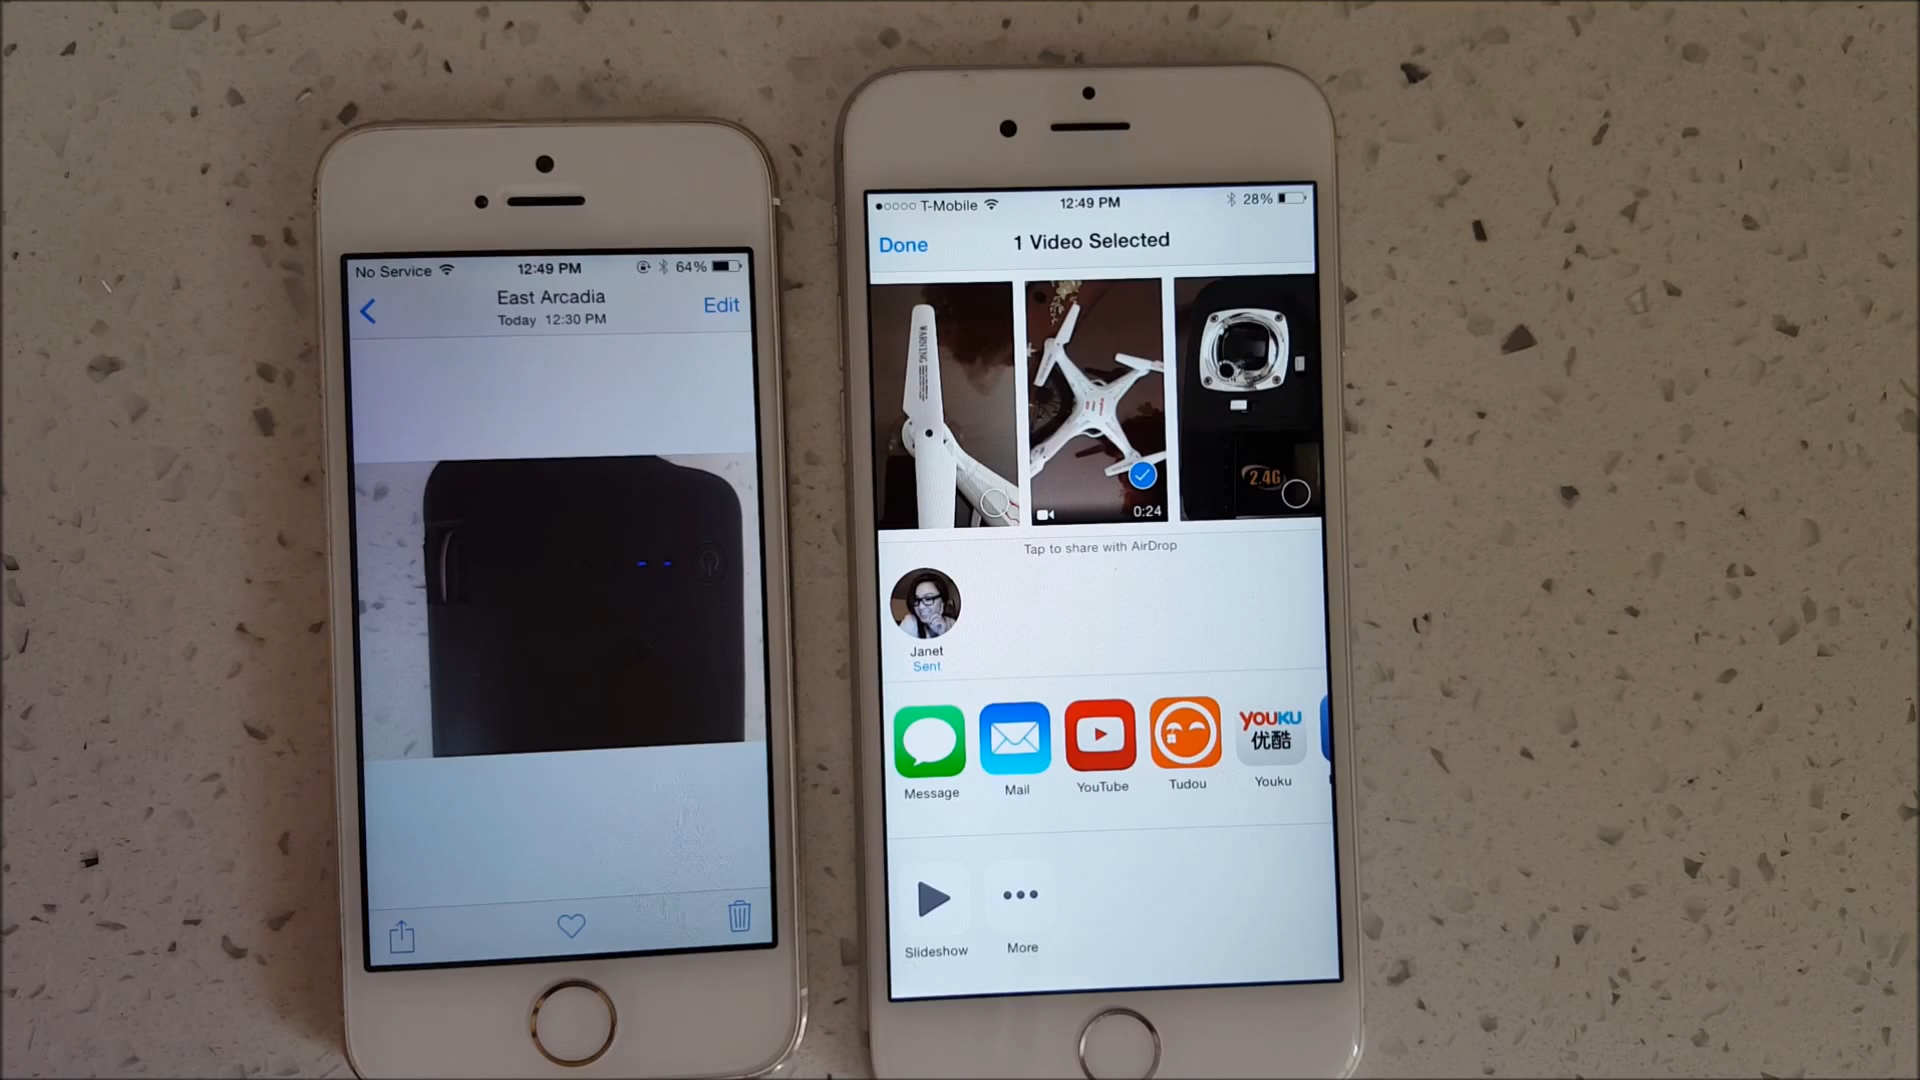 No Service 12:49 PM 64%
East Arcadia
Today 12:30 PM
Edit
T-Mobile 12:49 PM 28%
Done 1 Video Selected
WARNING
0:24
2.4G
Tap to share with AirDrop
Janet
Sent
YOUKU
优酷
Message Mail YouTube Tudou Youku
Slideshow More